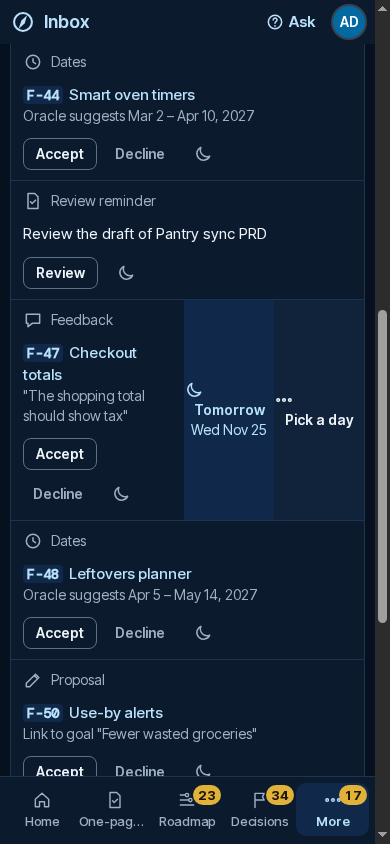 Inbox
Ask
AD
Dates
F-44 Smart oven timers
Oracle suggests Mar 2 – Apr 10, 2027
Accept
Decline
Review reminder
Review the draft of Pantry sync PRD
Review
Feedback
F-47 Checkout
totals
"The shopping total
should show tax"
Accept
Decline
Tomorrow
Wed Nov 25
Pick a day
Dates
F-48 Leftovers planner
Oracle suggests Apr 5 – May 14, 2027
Accept
Decline
Proposal
F-50 Use-by alerts
Link to goal "Fewer wasted groceries"
Accept
Decline
23
34
17
Home
One-pag...
Roadmap
Decisions
More